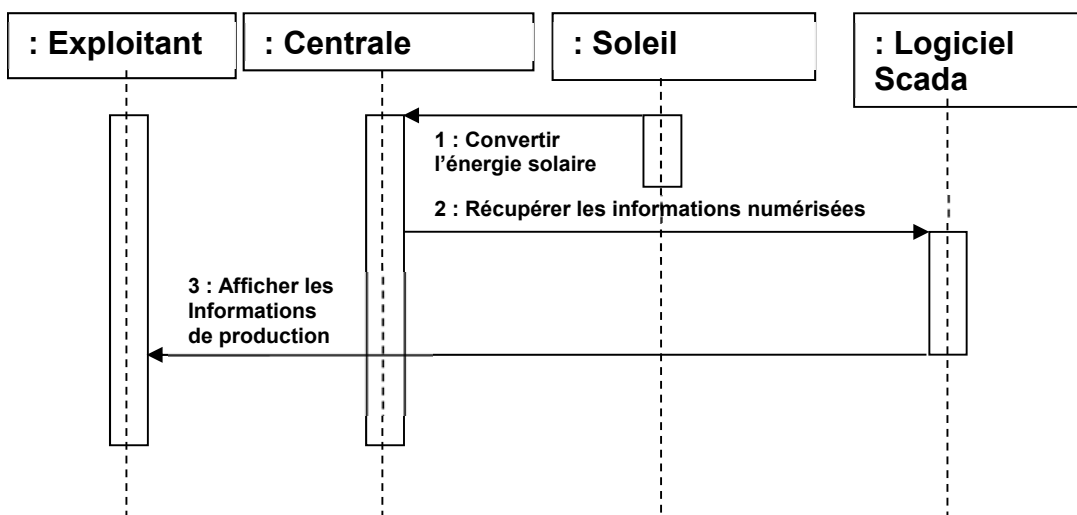 : Exploitant
: Centrale
: Soleil
: Logiciel
Scada
1 : Convertir
l’énergie solaire
2 : Récupérer les informations numérisées
3 : Afficher les
Informations
de production